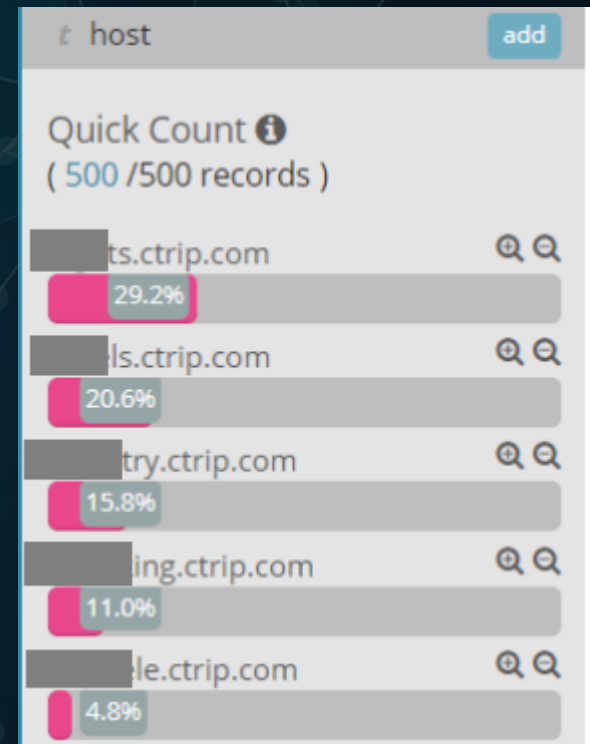 t host
add
Quick Count
( 500 /500 records )
ts.ctrip.com
29.2%
ls.ctrip.com
20.6%
try.ctrip.com
15.8%
ing.ctrip.com
11.0%
le.ctrip.com
4.8%